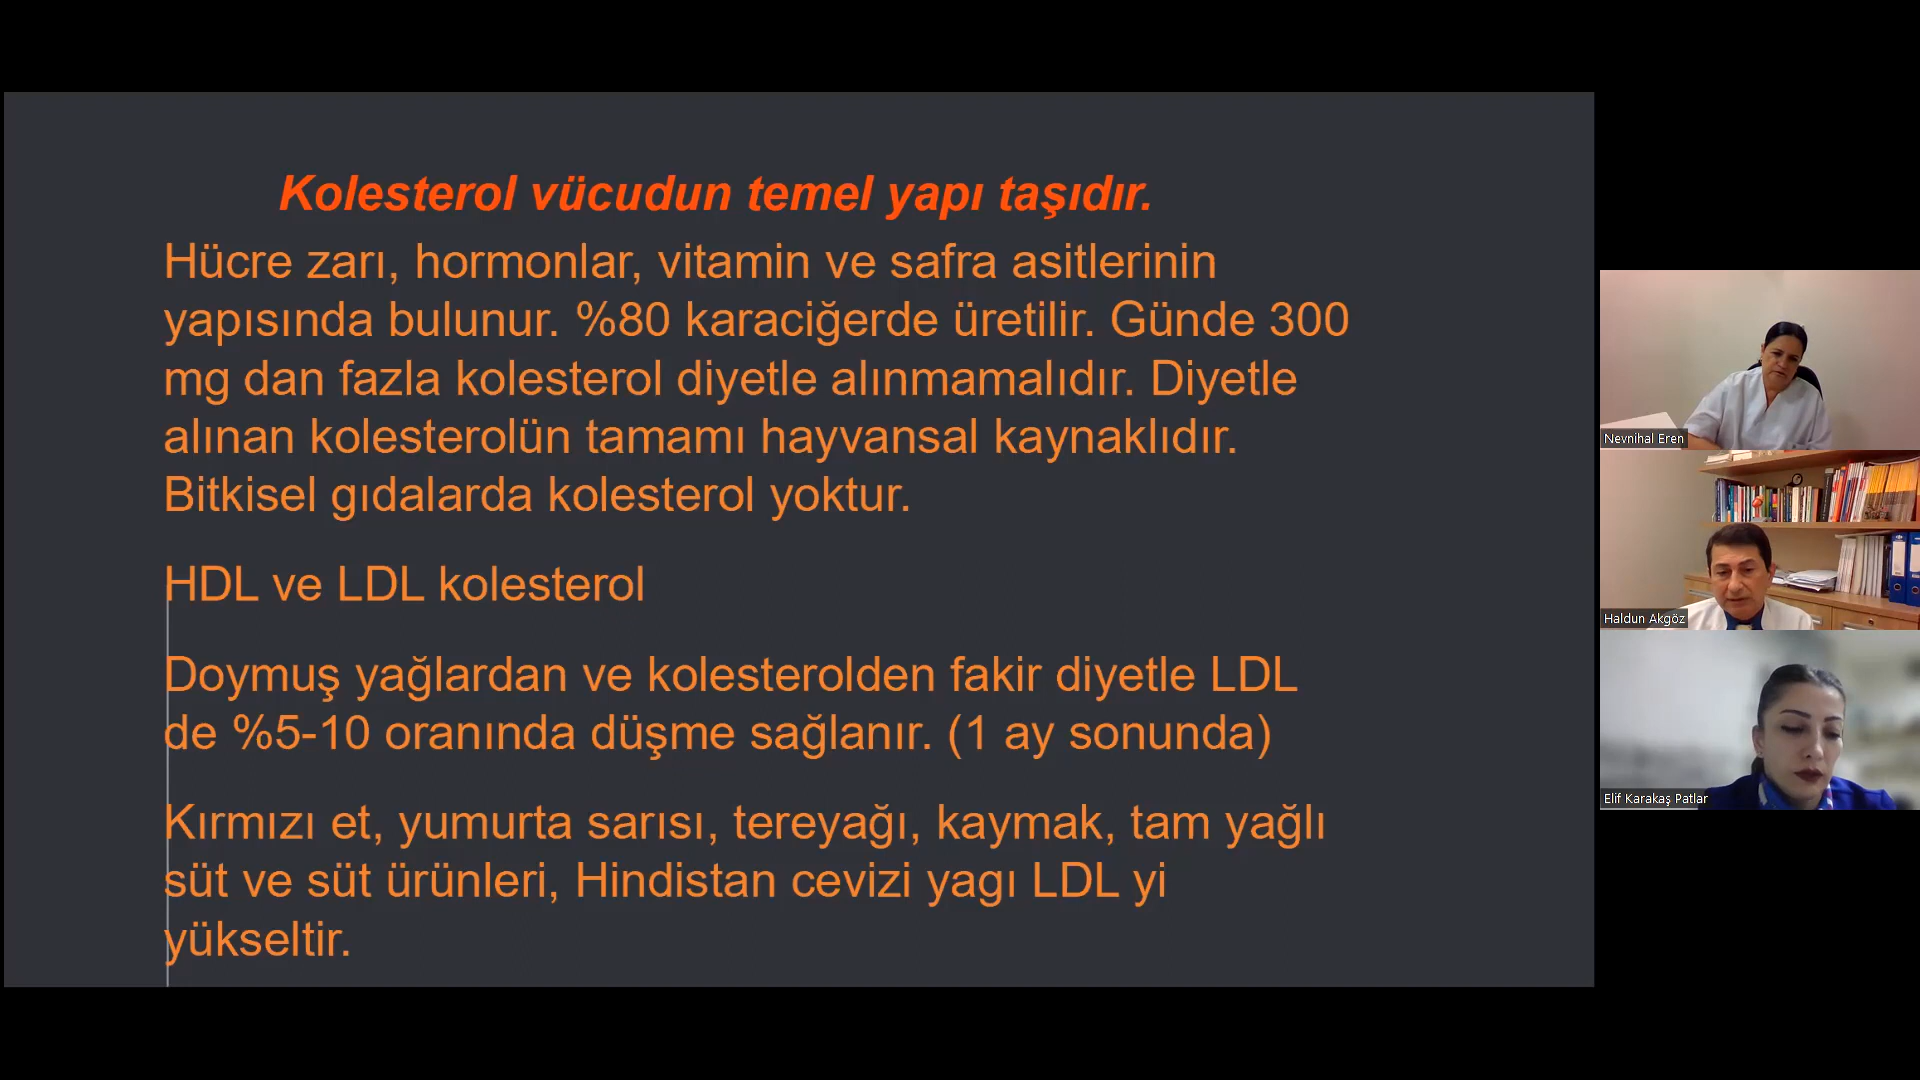 Kolesterol vücudun temel yapı taşıdır.
Hücre zarı, hormonlar, vitamin ve safra asitlerinin
yapısında bulunur. %80 karaciğerde üretilir. Günde 300
mg dan fazla kolesterol diyetle alınmamalıdır. Diyetle
alınan kolesterolün tamamı hayvansal kaynaklıdır.
Bitkisel gıdalarda kolesterol yoktur.
HDL ve LDL kolesterol
Doymuş yağlardan ve kolesterolden fakir diyetle LDL
de %5-10 oranında düşme sağlanır. (1 ay sonunda)
Kırmızı et, yumurta sarısı, tereyağı, kaymak, tam yağlı
süt ve süt ürünleri, Hindistan cevizi yagı LDL yi
yükseltir.
Nevnihal Eren
Haldun Akgöz
Elif Karakaş Patlar